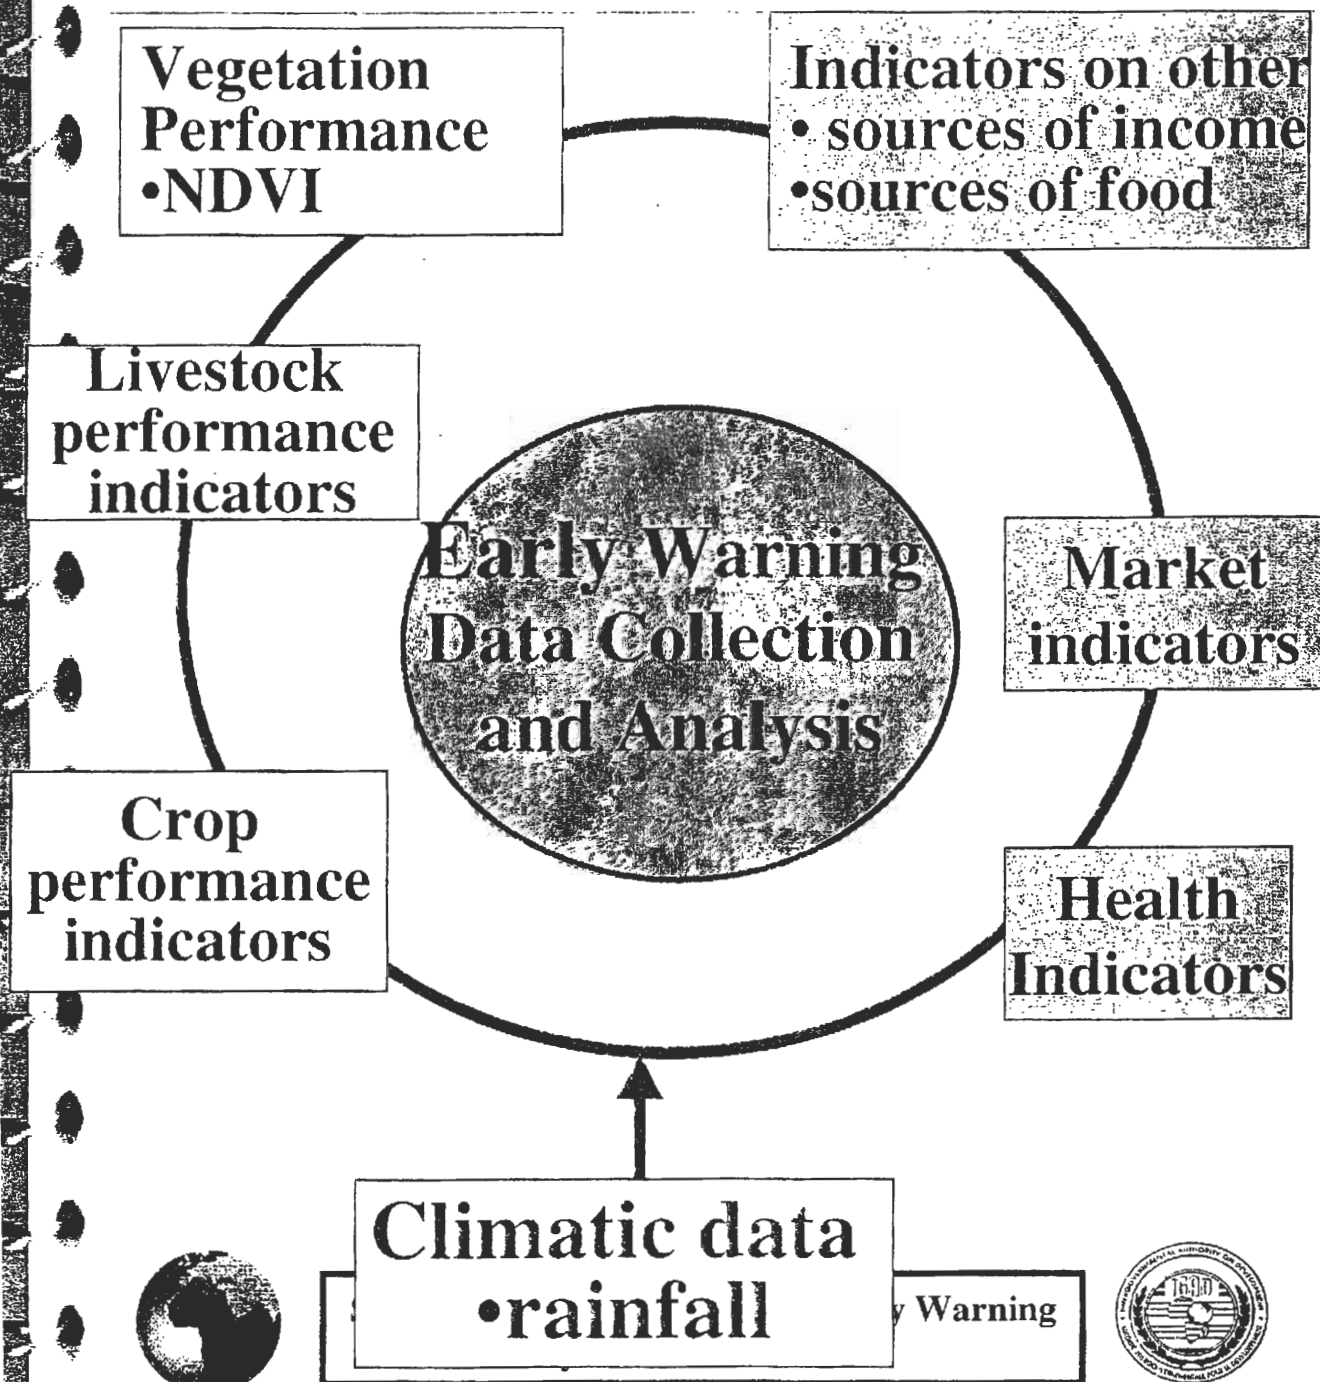 Vegetation
Performance
•NDVI
Indicators on other
• sources of income
•sources of food
Livestock
performance
indicators
Early Warning
Data Collection
and Analysis
Market
indicators
Crop
performance
indicators
Health
Indicators
Climatic data
•rainfall
Warning